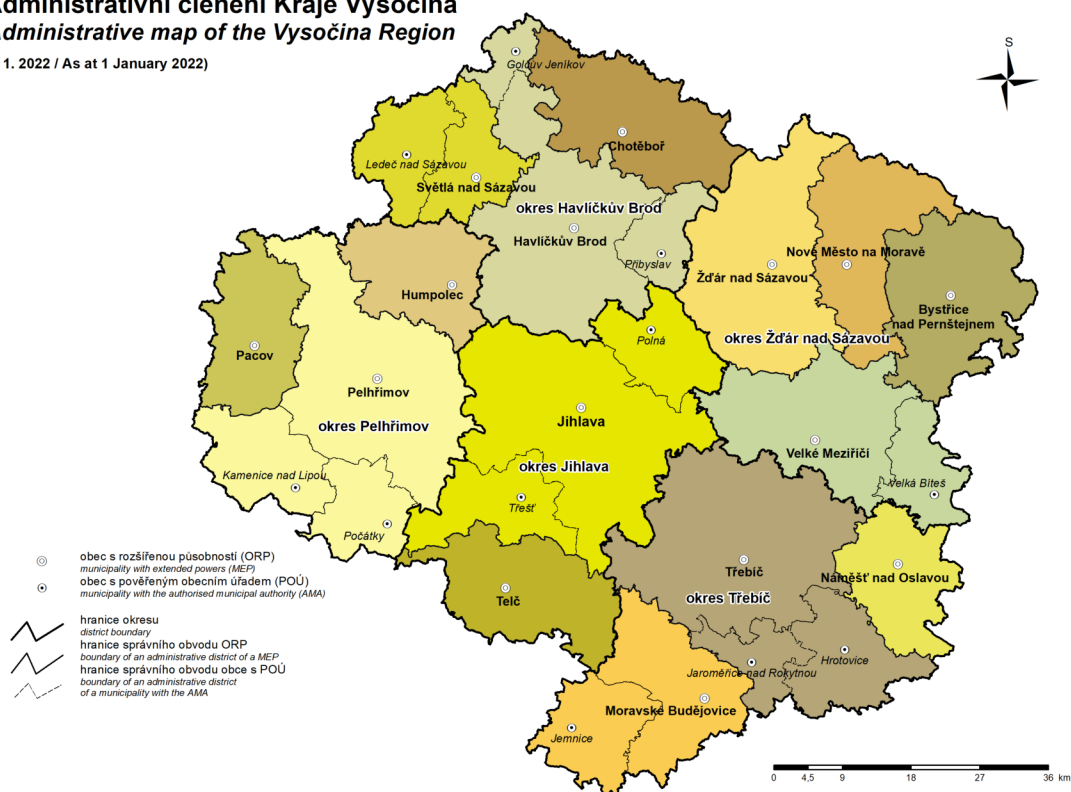 Administrativní členění Kraje Vysočina
Administrative map of the Vysočina Region
1. 2022 / As at 1 January 2022)
S
Golčův Jeníkov
Chotěboř
Ledeč nad Sázavou
Světlá nad Sázavou
okres Havlíčkův Brod
Havlíčkův Brod
Přibyslav
Nové Město na Moravě
Žďár nad Sázavou
Humpolec
Bystřice
nad Pernštejnem
okres Žďár nad Sázavou
Polná
Pacov
Pelhřimov
okres Pelhřimov
Jihlava
okres Jihlava
Velké Meziříčí
Velká Bíteš
Kamenice nad Lipou
Třešť
Počátky
obec s rozšířenou působností (ORP)
municipality with extended powers (MEP)
obec s pověřeným obecním úřadem (POÚ)
municipality with the authorised municipal authority (AMA)
hranice okresu
district boundary
hranice správního obvodu ORP
boundary of an administrative district of a MEP
hranice správního obvodu obce s POÚ
boundary of an administrative district
of a municipality with the AMA
Telč
Třebíč
Náměšť nad Oslavou
okres Třebíč
Hrotovice
Jaroměřice nad Rokytnou
Moravské Budějovice
Jemnice
0 4,5 9 18 27 36 km